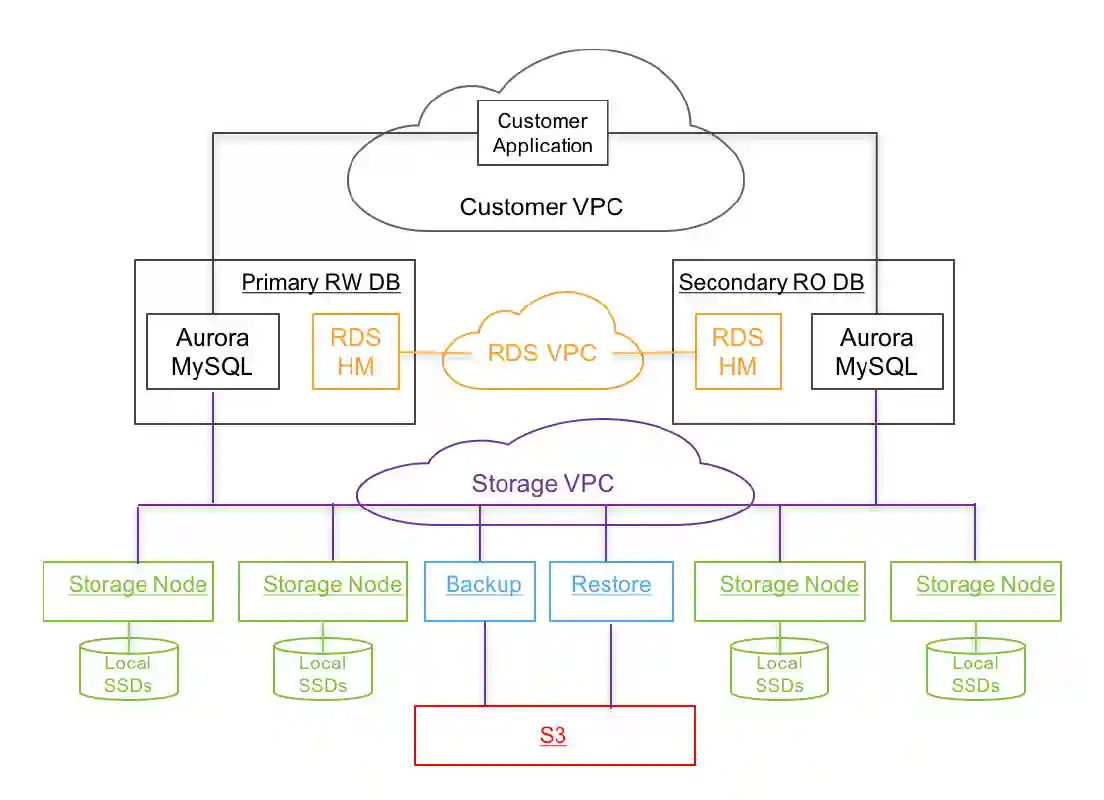 Customer
Application
Customer VPC
Primary RW DB
Secondary RO DB
Aurora
MySQL
RDS
HM
RDS VPC
RDS
HM
Aurora
MySQL
Storage VPC
Storage Node
Storage Node
Backup
Restore
Storage Node
Storage Node
Local
SSDs
Local
SSDs
Local
SSDs
Local
SSDs
S3